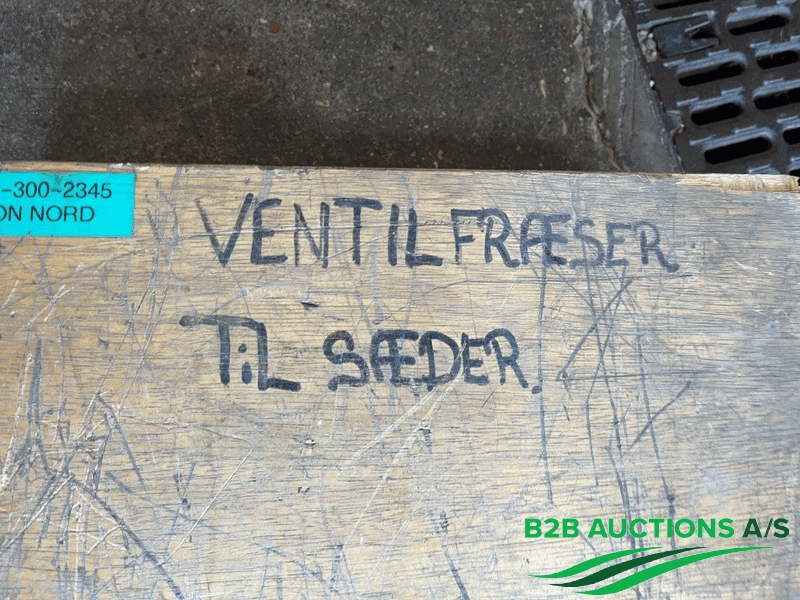 -300-2345
ON NORD
VENTILFRÆSER
TiL SÆDER.
B2B AUCTIONS A/S